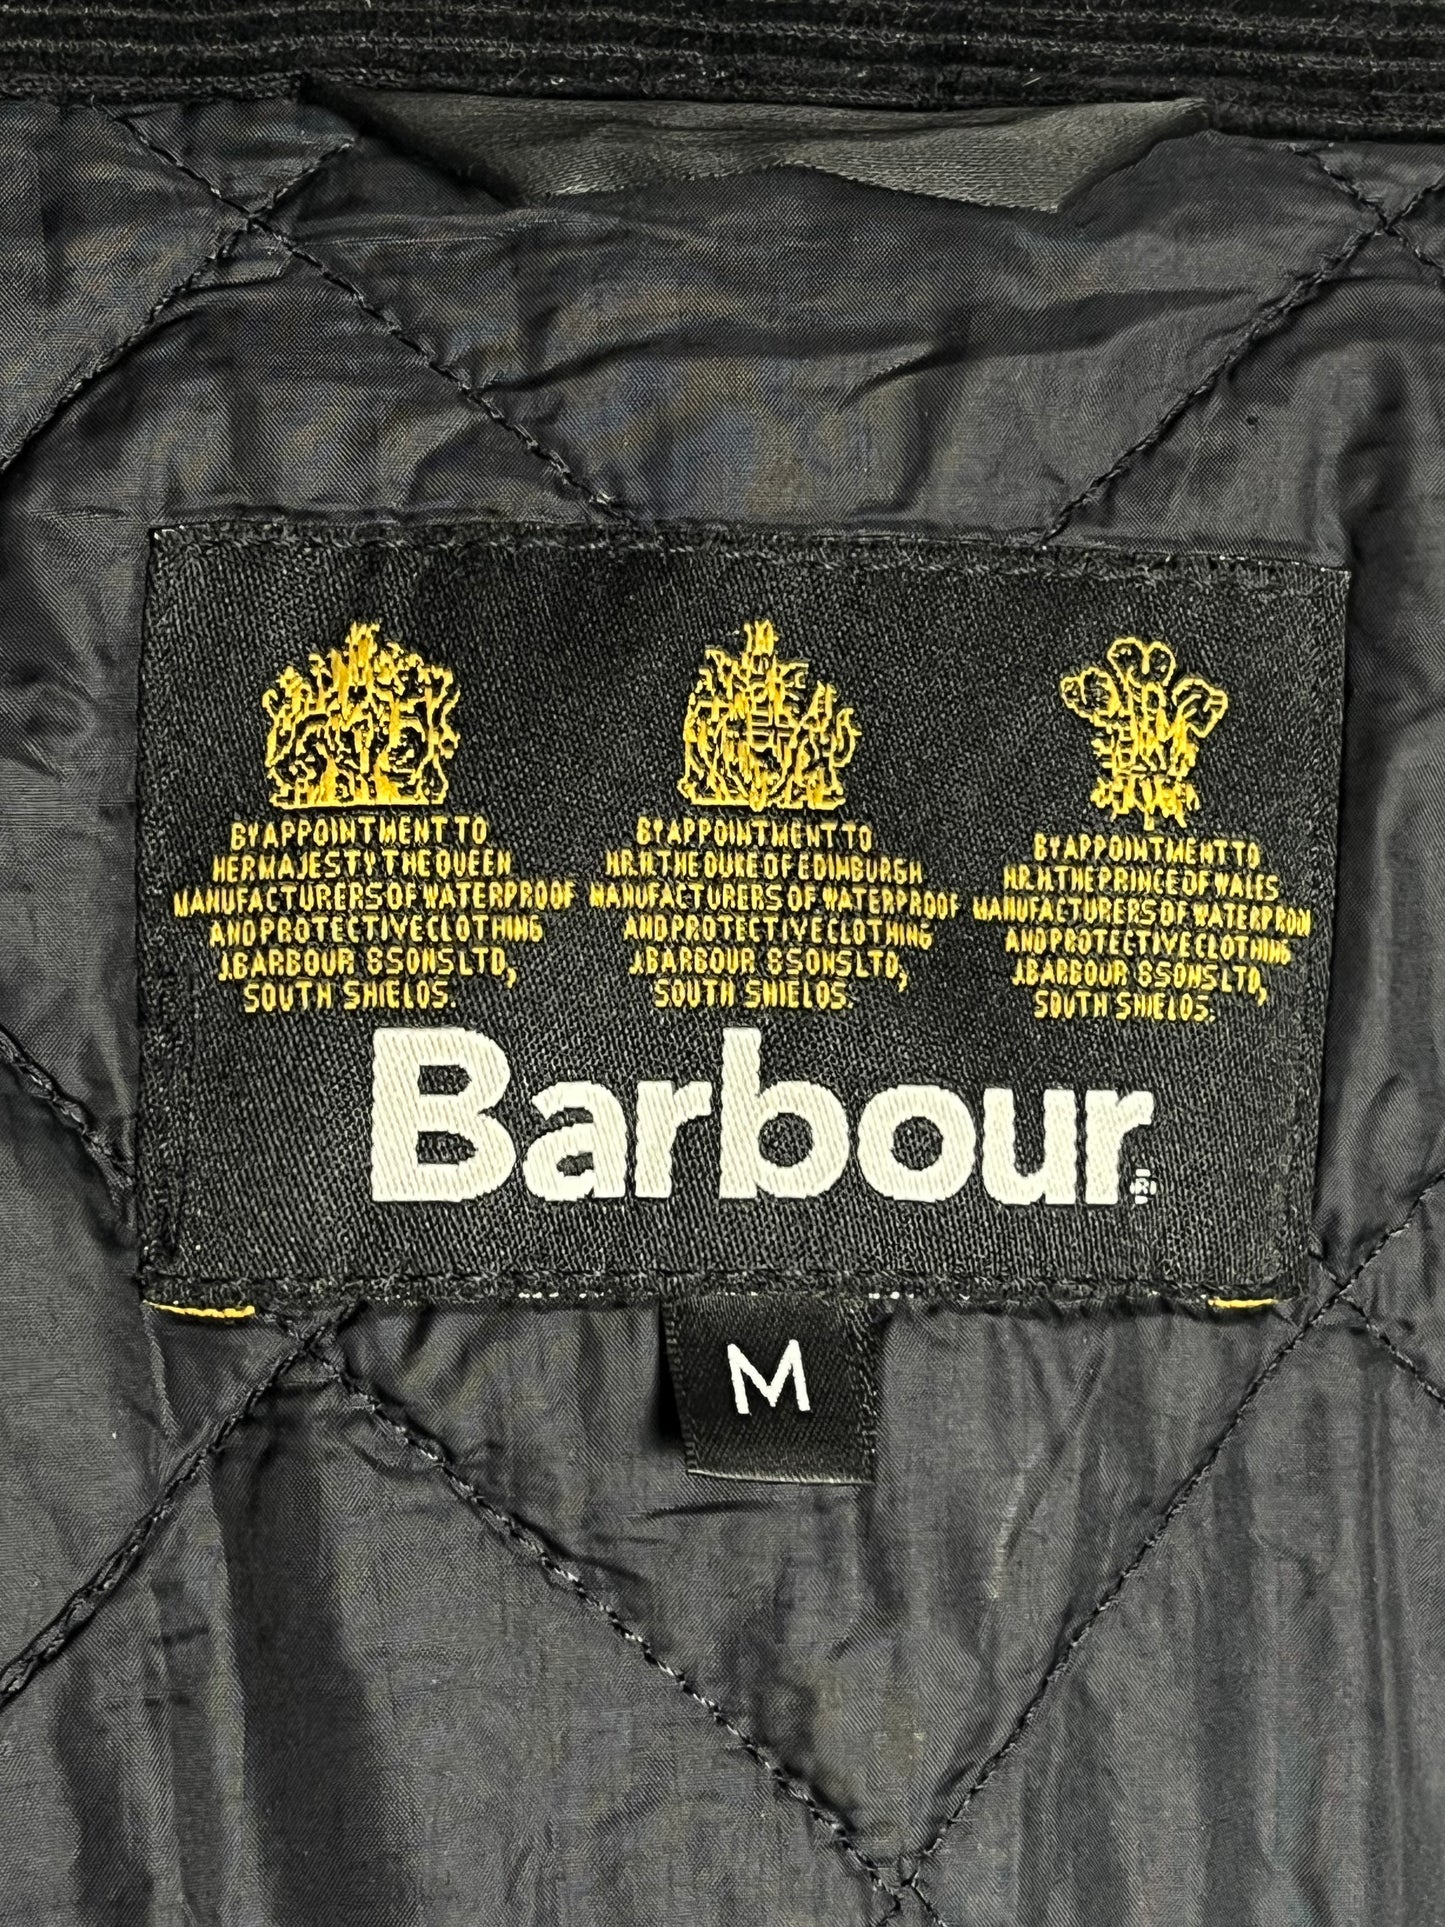 BY APPOINTMENT TO
HER MAJESTY THE QUEEN
MANUFACTURERS OF WATERPROOF
AND PROTECTIVE CLOTHING
J.BARBOUR & SONS LTD,
SOUTH SHIELDS.
BY APPOINTMENT TO
H.R.H. THE DUKE OF EDINBURGH
MANUFACTURERS OF WATERPROOF
AND PROTECTIVE CLOTHING
J.BARBOUR & SONS LTD,
SOUTH SHIELDS.
BY APPOINTMENT TO
H.R.H. THE PRINCE OF WALES
MANUFACTURERS OF WATERPROOF
AND PROTECTIVE CLOTHING
J.BARBOUR & SONS LTD,
SOUTH SHIELDS.
Barbour®
M